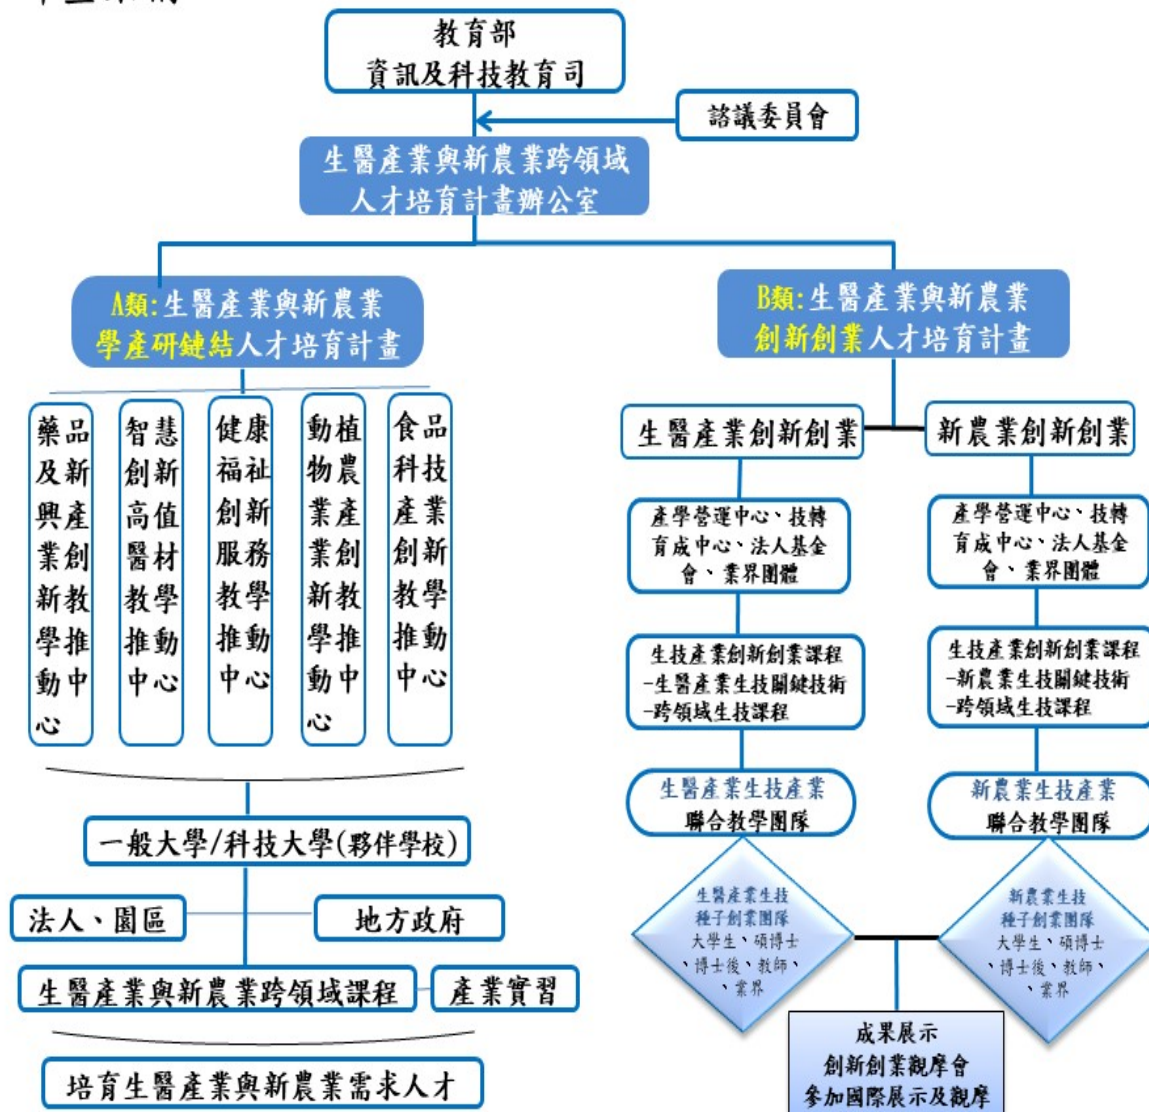 教育部
資訊及科技教育司
諮議委員會
生醫產業與新農業跨領域
人才培育計畫辦公室
A類:生醫產業與新農業
學產研鏈結人才培育計畫
B類:生醫產業與新農業
創新創業人才培育計畫
藥品
及新
興產
業創
新教
學推
動中
心
智慧
創新
高值
醫材
教學
推動
中心
健康
福祉
創新
服務
教學
推動
中心
動植
物農
業產
業創
新教
學推
動中
心
食品
科技
產業
創新
教學
推動
中心
一般大學/科技大學(夥伴學校)
法人、園區
地方政府
生醫產業與新農業跨領域課程
產業實習
培育生醫產業與新農業需求人才
生醫產業創新創業
新農業創新創業
產學營運中心、技轉
育成中心、法人基金
會、業界團體
產學營運中心、技轉
育成中心、法人基金
會、業界團體
生技產業創新創業課程
-生醫產業生技關鍵技術
-跨領域生技課程
生技產業創新創業課程
-新農業生技關鍵技術
-跨領域生技課程
生醫產業生技產業
聯合教學團隊
新農業生技產業
聯合教學團隊
生醫產業生技
種子創業團隊
大學生、碩博士
、博士後、教師、
、業界
新農業生技
種子創業團隊
大學生、碩博士
、博士後、教師、
、業界
成果展示
創新創業觀摩會
參加國際展示及觀摩